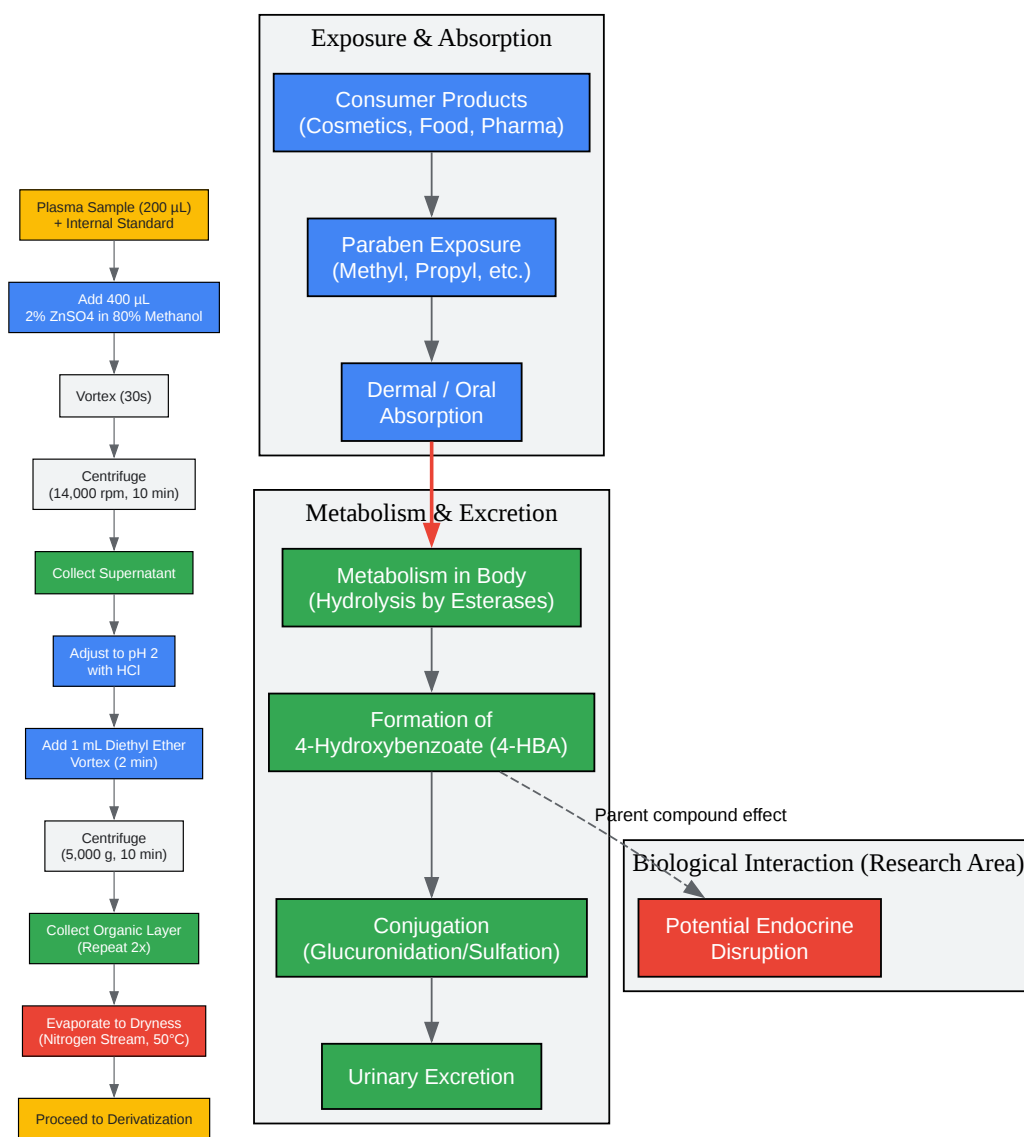 Plasma Sample (200 µL)
+ Internal Standard
Add 400 µL
2% ZnSO4 in 80% Methanol
Vortex (30s)
Centrifuge
(14,000 rpm, 10 min)
Collect Supernatant
Adjust to pH 2
with HCl
Add 1 mL Diethyl Ether
Vortex (2 min)
Centrifuge
(5,000 g, 10 min)
Collect Organic Layer
(Repeat 2x)
Evaporate to Dryness
(Nitrogen Stream, 50°C)
Proceed to Derivatization
Exposure & Absorption
Consumer Products
(Cosmetics, Food, Pharma)
Paraben Exposure
(Methyl, Propyl, etc.)
Dermal / Oral
Absorption
Metabolism & Excretion
Metabolism in Body
(Hydrolysis by Esterases)
Formation of
4-Hydroxybenzoate (4-HBA)
Parent compound effect
Conjugation
(Glucuronidation/Sulfation)
Urinary Excretion
Biological Interaction (Research Area)
Potential Endocrine
Disruption